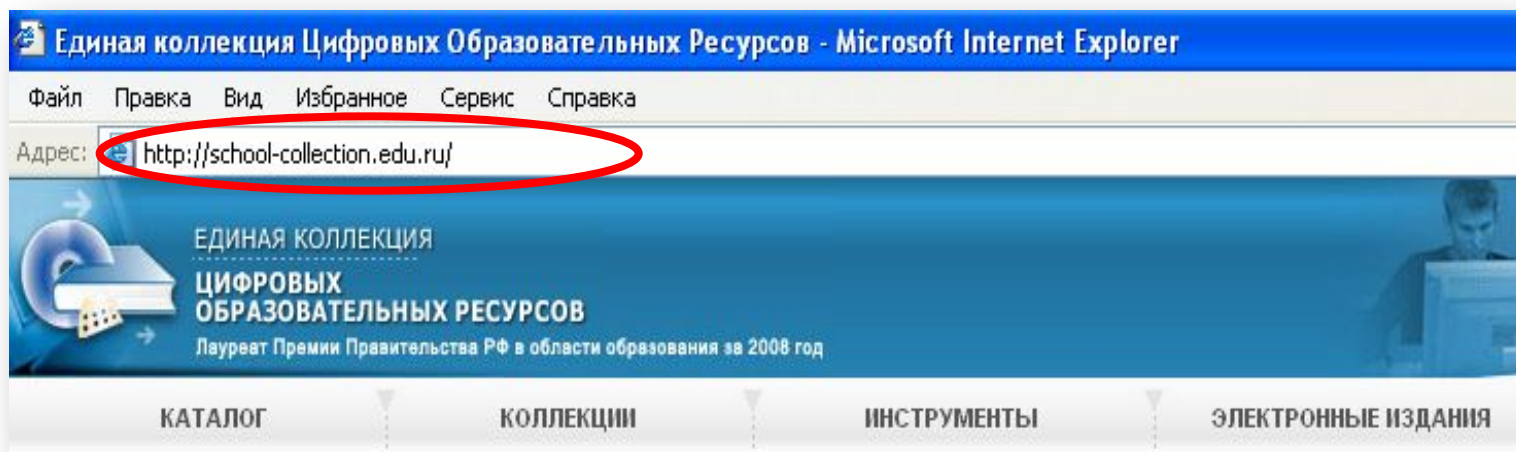 Единая коллекция Цифровых Образовательных Ресурсов - Microsoft Internet Explorer
Файл Правка Вид Избранное Сервис Справка
Адрес: http://school-collection.edu.ru/
ЕДИНАЯ КОЛЛЕКЦИЯ
ЦИФРОВЫХ
ОБРАЗОВАТЕЛЬНЫХ РЕСУРСОВ
Лауреат Премии Правительства РФ в области образования за 2008 год
КАТАЛОГ КОЛЛЕКЦИИ ИНСТРУМЕНТЫ ЭЛЕКТРОННЫЕ ИЗДАНИЯ